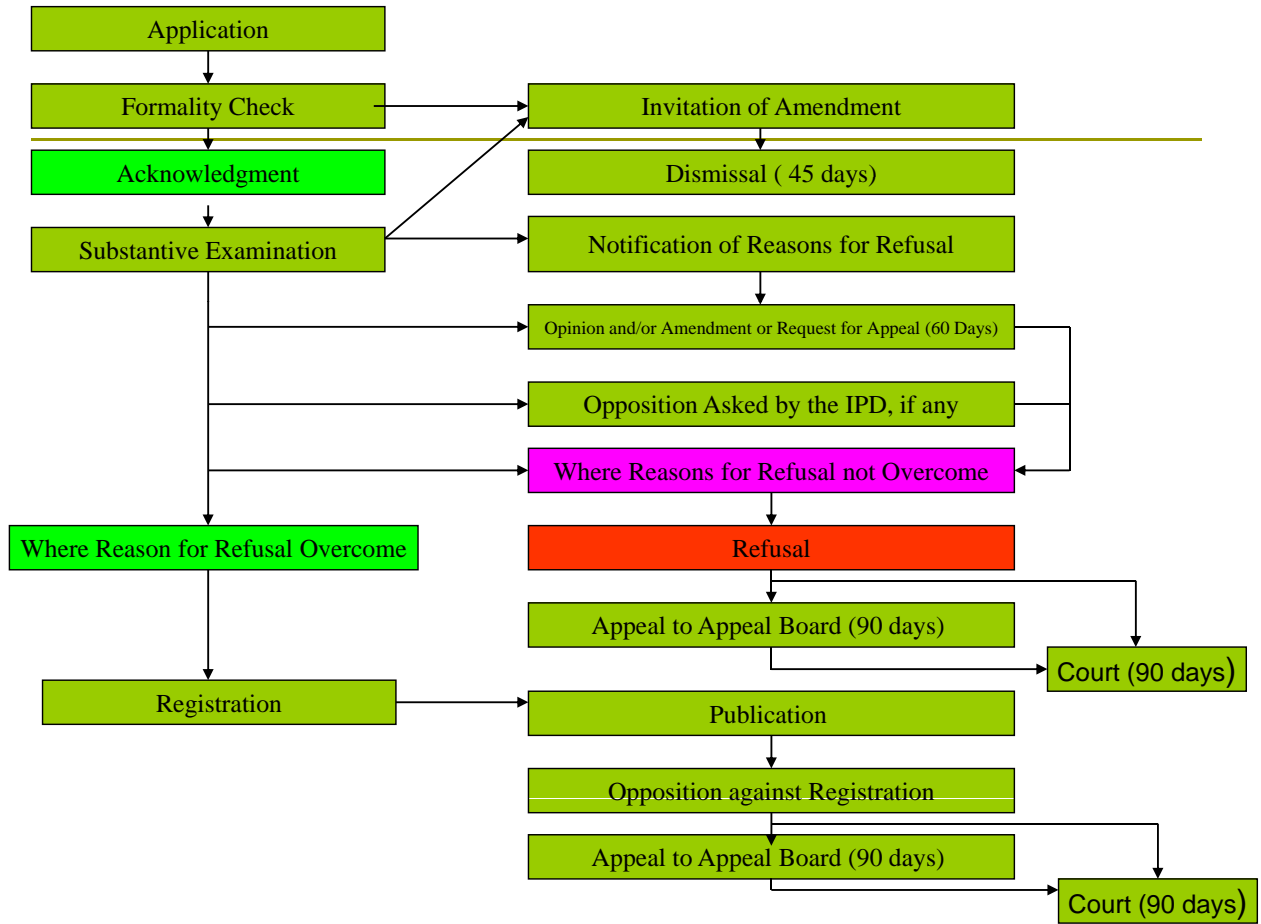 Application
Formality Check
Invitation of Amendment
Acknowledgment
Dismissal ( 45 days)
Substantive Examination
Notification of Reasons for Refusal
Opinion and/or Amendment or Request for Appeal (60 Days)
Opposition Asked by the IPD, if any
Where Reasons for Refusal not Overcome
Where Reason for Refusal Overcome
Refusal
Appeal to Appeal Board (90 days)
Court (90 days)
Registration
Publication
Opposition against Registration
Appeal to Appeal Board (90 days)
Court (90 days)